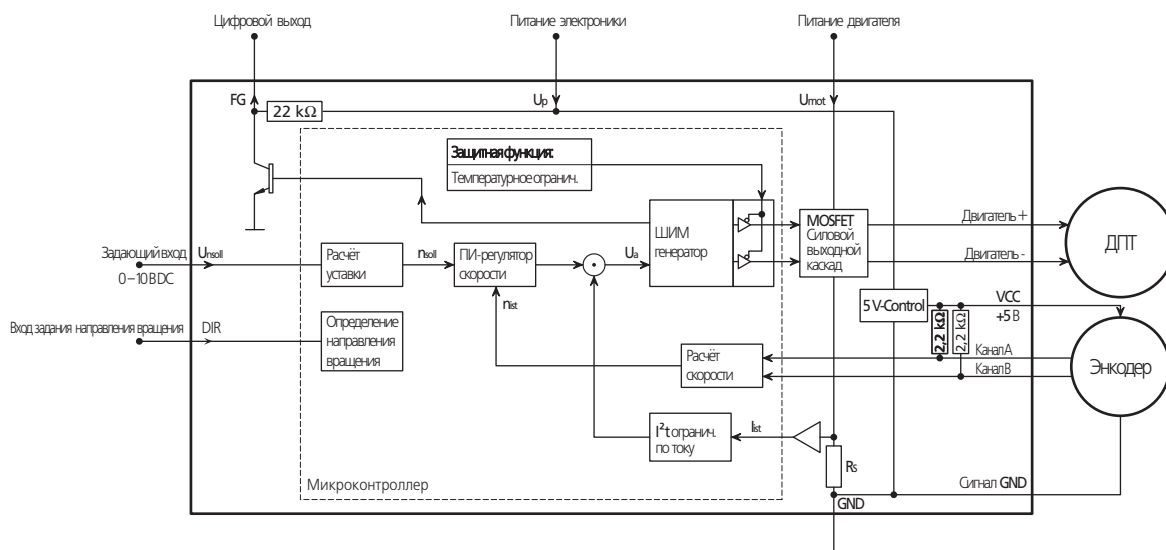 Цифровой выход
Питание электроники
Питание двигателя
FG
22 kΩ
Up
Umot
Защитная функция:
Температурное огранич.
ШИМ
генератор
MOSFET
Силовой
выходной
каскад
Двигатель +
Двигатель -
ДПТ
Задающий вход
0–10 В DC
Unsoll
Расчёт
уставки
nsoll
ПИ-регулятор
скорости
Ua
nist
5 V-Control
VCC
+5 В
2,2 kΩ
2,2 kΩ
Вход задания направления вращения
DIR
Определение
направления
вращения
Расчёт
скорости
Канал A
Канал B
Энкодер
I²t огранич.
по току
Iist
Rs
Микроконтроллер
GND
Сигнал GND